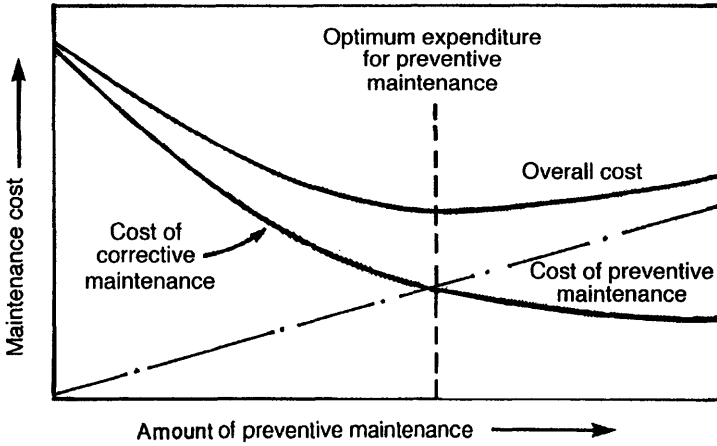 Optimum expenditure
for preventive
maintenance
Overall cost
Cost of
corrective
maintenance
Cost of preventive
maintenance
Maintenance cost
Amount of preventive maintenance